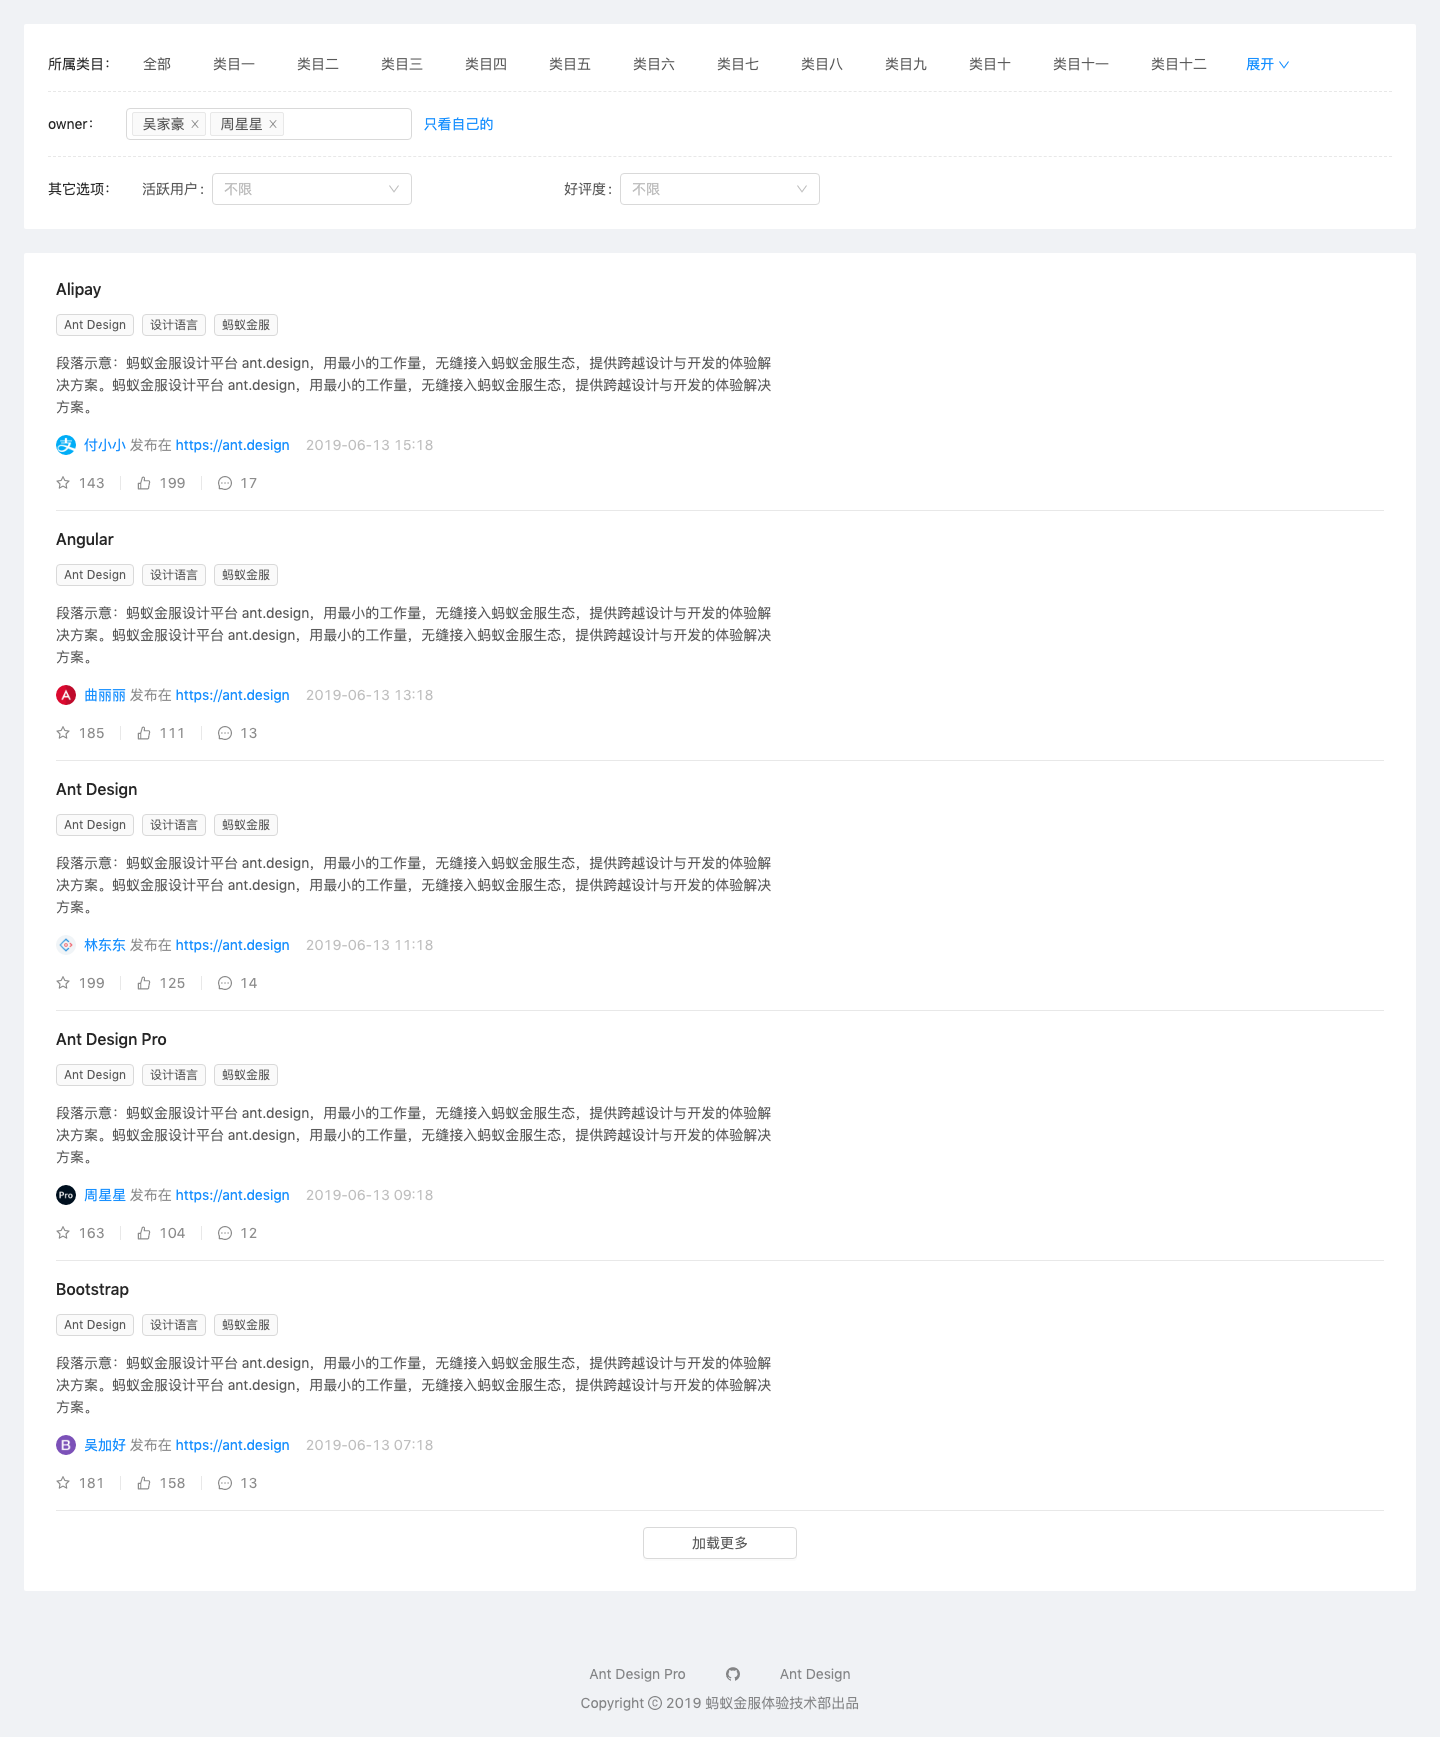 所属类目： 全部 类目一 类目二 类目三 类目四 类目五 类目六 类目七 类目八 类目九 类目十 类目十一 类目十二 展开
owner： 吴家豪 周星星 只看自己的
其它选项： 活跃用户： 不限 好评度： 不限
Alipay
Ant Design 设计语言 蚂蚁金服
段落示意：蚂蚁金服设计平台 ant.design，用最小的工作量，无缝接入蚂蚁金服生态，提供跨越设计与开发的体验解
决方案。蚂蚁金服设计平台 ant.design，用最小的工作量，无缝接入蚂蚁金服生态，提供跨越设计与开发的体验解决
方案。
付小小 发布在 https://ant.design 2019-06-13 15:18
143 199 17
Angular
Ant Design 设计语言 蚂蚁金服
段落示意：蚂蚁金服设计平台 ant.design，用最小的工作量，无缝接入蚂蚁金服生态，提供跨越设计与开发的体验解
决方案。蚂蚁金服设计平台 ant.design，用最小的工作量，无缝接入蚂蚁金服生态，提供跨越设计与开发的体验解决
方案。
A 曲丽丽 发布在 https://ant.design 2019-06-13 13:18
185 111 13
Ant Design
Ant Design 设计语言 蚂蚁金服
段落示意：蚂蚁金服设计平台 ant.design，用最小的工作量，无缝接入蚂蚁金服生态，提供跨越设计与开发的体验解
决方案。蚂蚁金服设计平台 ant.design，用最小的工作量，无缝接入蚂蚁金服生态，提供跨越设计与开发的体验解决
方案。
林东东 发布在 https://ant.design 2019-06-13 11:18
199 125 14
Ant Design Pro
Ant Design 设计语言 蚂蚁金服
段落示意：蚂蚁金服设计平台 ant.design，用最小的工作量，无缝接入蚂蚁金服生态，提供跨越设计与开发的体验解
决方案。蚂蚁金服设计平台 ant.design，用最小的工作量，无缝接入蚂蚁金服生态，提供跨越设计与开发的体验解决
方案。
Pro 周星星 发布在 https://ant.design 2019-06-13 09:18
163 104 12
Bootstrap
Ant Design 设计语言 蚂蚁金服
段落示意：蚂蚁金服设计平台 ant.design，用最小的工作量，无缝接入蚂蚁金服生态，提供跨越设计与开发的体验解
决方案。蚂蚁金服设计平台 ant.design，用最小的工作量，无缝接入蚂蚁金服生态，提供跨越设计与开发的体验解决
方案。
B 吴加好 发布在 https://ant.design 2019-06-13 07:18
181 158 13
加载更多
Ant Design Pro Ant Design
Copyright © 2019 蚂蚁金服体验技术部出品